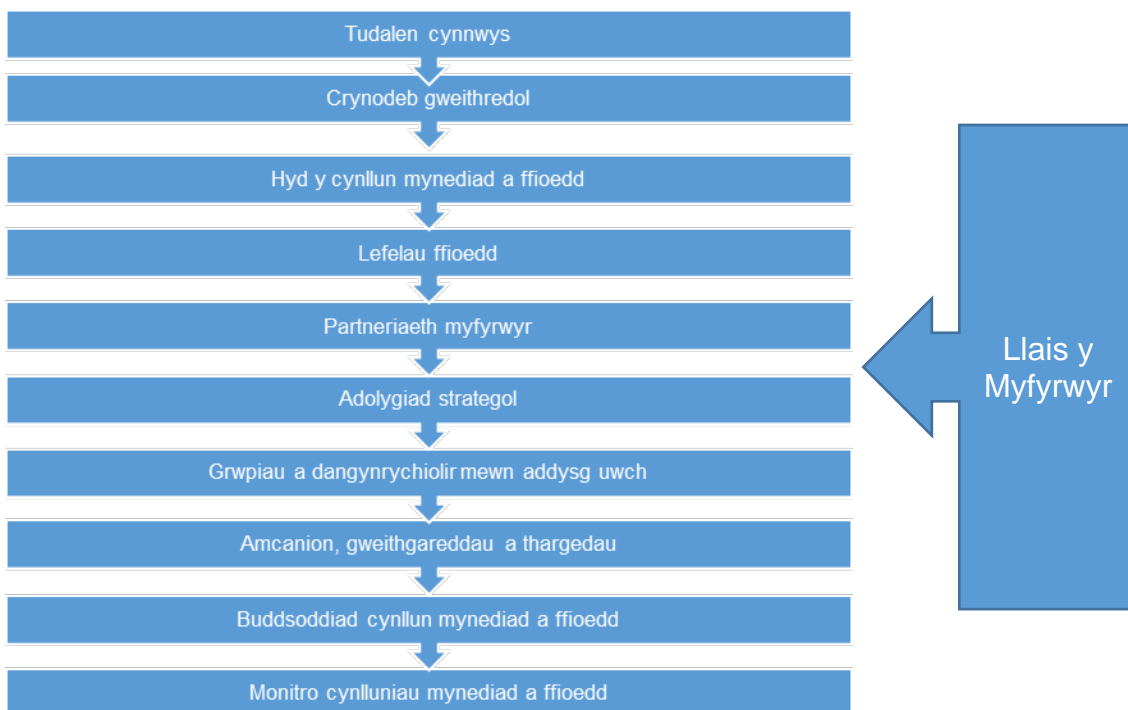 Tudalen cynnwys
Crynodeb gweithredol
Hyd y cynllun mynediad a ffioedd
Lefelau ffioedd
Partneriaeth myfyrwyr
Adolygiad strategol
Grwpiau a dangynrychiolir mewn addysg uwch
Amcanion, gweithgareddau a thargedau
Buddsoddiad cynllun mynediad a ffioedd
Monitro cynlluniau mynediad a ffioedd
Llais y
Myfyrwyr